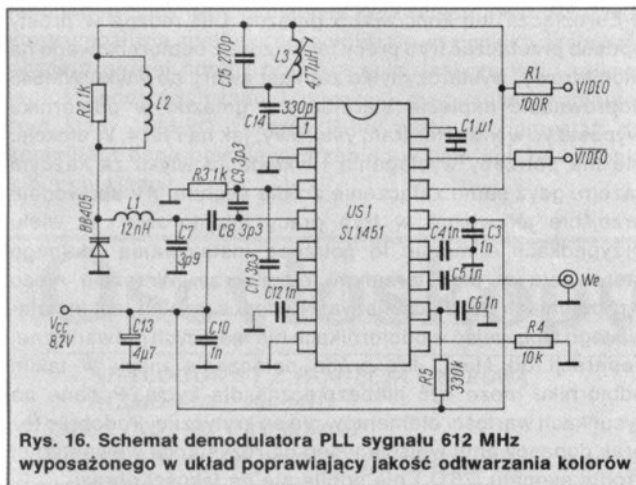 C15 270p
L3
477µH
R2 1k
L2
330p
C14
1
R1
100R
VIDEO
C1 µ1
VIDEO
R3 1k
C9 3p3
L1
12nH
BB405
C7
3p9
C8 3p3
US1
SL1451
C3
1n
C4 1n
C11 3p3
C5 1n
C12 1n
C6 1n
We
Vcc
8,2V
C13
4µ7
C10
1n
R5
330k
R4
10k
Rys. 16. Schemat demodulatora PLL sygnału 612 MHz
wyposażonego w układ poprawiający jakość odtwarzania kolorów